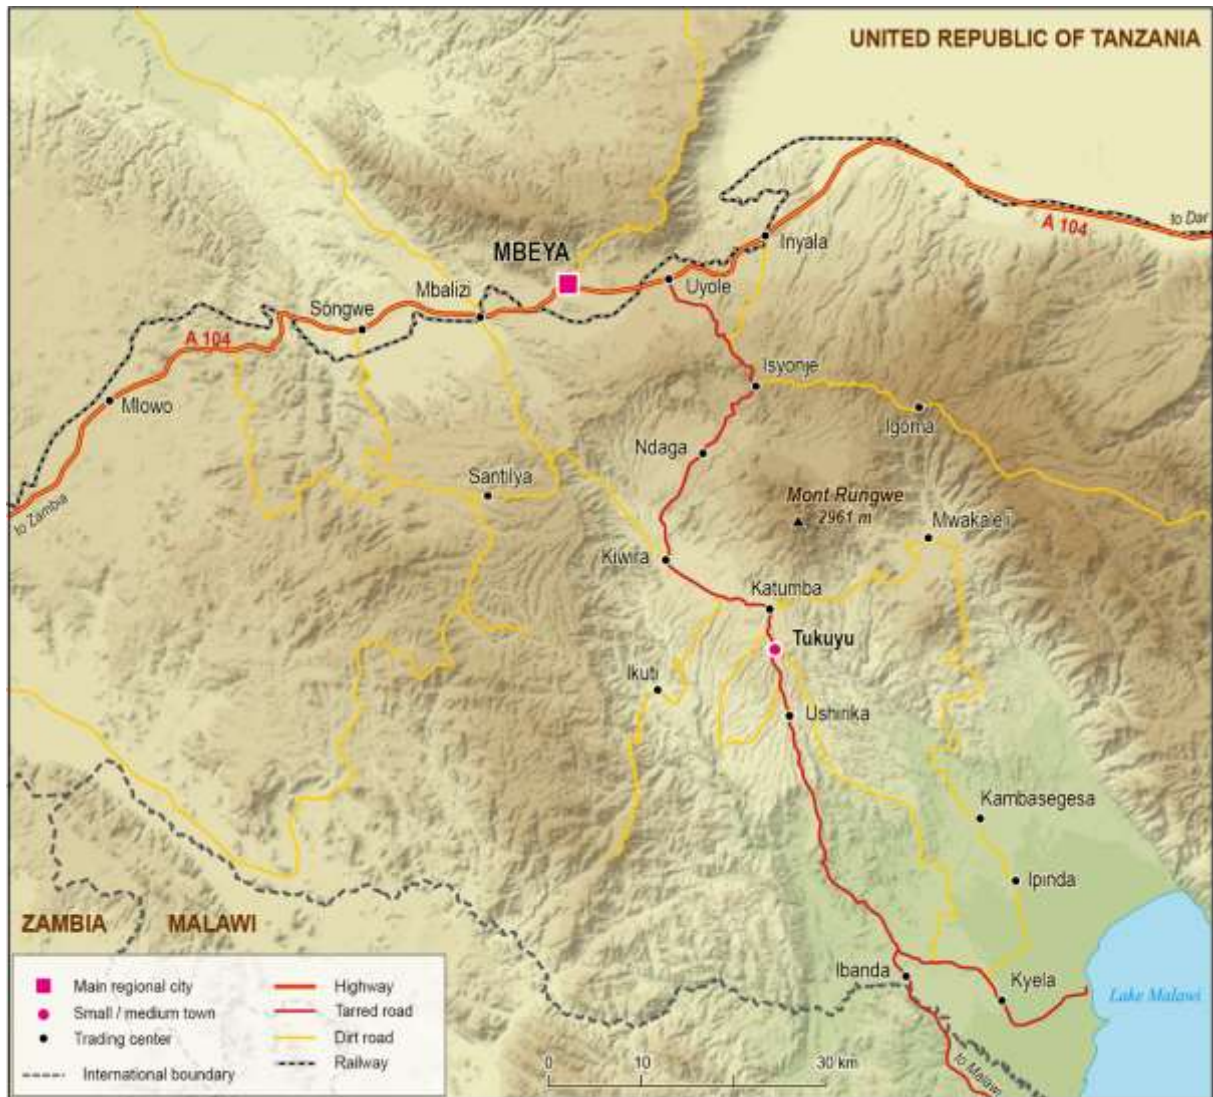 UNITED REPUBLIC OF TANZANIA
to Dar
A 104
Inyala
MBEYA
Uyole
Mbalizi
Songwe
A 104
Isyonje
Mlowo
Igoma
Ndaga
Santilya
Mont Rungwe
2961 m
to Zambia
Mwakaleli
Kiwira
Katumba
Tukuyu
Ikuti
Ushirika
Kambasegesa
Ipinda
ZAMBIA
MALAWI
Ibanda
Kyela
Lake Malawi
Main regional city
Highway
Small / medium town
Tarred road
Trading center
Dirt road
Railway
International boundary
0 10 30 km
to Malawi